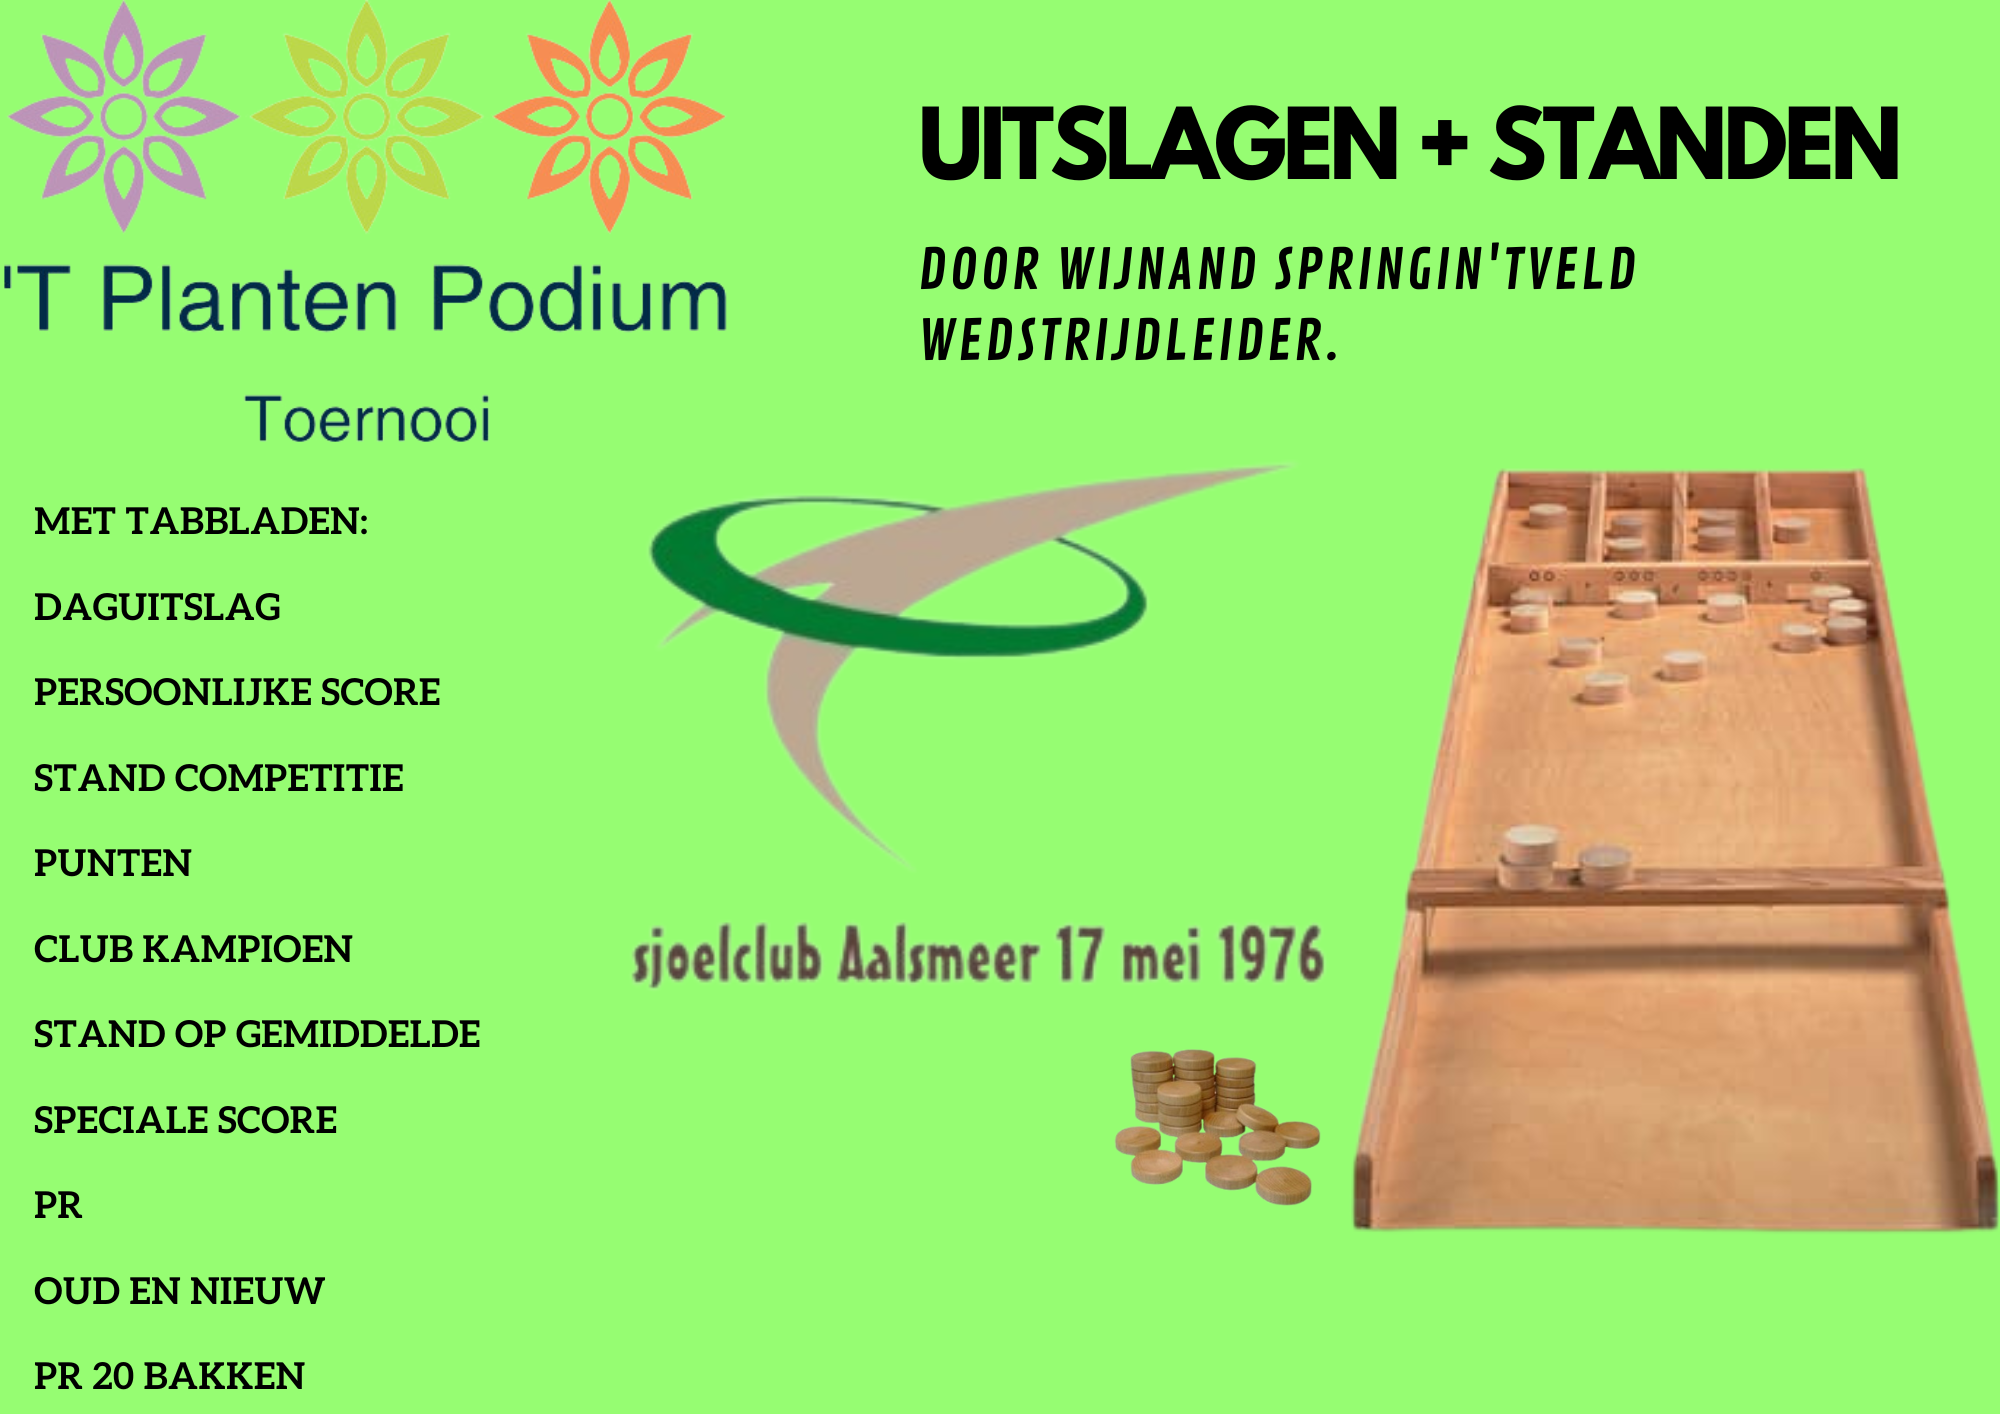 'T Planten Podium
Toernooi
UITSLAGEN + STANDEN
DOOR WIJNAND SPRINGIN'TVELD
WEDSTRIJDLEIDER.
MET TABBLADEN:
DAGUITSLAG
PERSOONLIJKE SCORE
STAND COMPETITIE
PUNTEN
CLUB KAMPIOEN
STAND OP GEMIDDELDE
SPECIALE SCORE
PR
OUD EN NIEUW
PR 20 BAKKEN
sjoelclub Aalsmeer 17 mei 1976